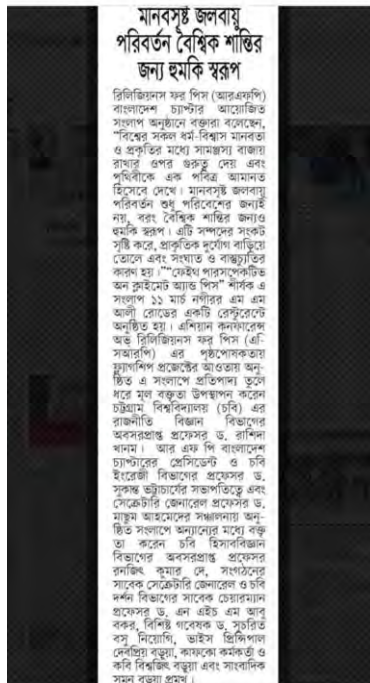 মানবসৃষ্ট জলবায়ু
পরিবর্তন বৈশ্বিক শান্তির
জন্য হুমকি স্বরূপ
রিলিজিয়নস ফর পিস (আরএফপি)
বাংলাদেশ চ্যাপ্টার আয়োজিত
সংলাপ অনুষ্ঠানে বক্তারা বলেছেন,
“বিশ্বের সকল ধর্ম-বিশ্বাস মানবতা
ও প্রকৃতির মধ্যে সামঞ্জস্য বাজায়
রাখার ওপর গুরুত্ব দেয় এবং
পৃথিবীকে এক পবিত্র আমানত
হিসেবে দেখে। মানবসৃষ্ট জলবায়ু
পরিবর্তন শুধু পরিবেশের জন্যই
নয়, বরং বৈশ্বিক শান্তির জন্যও
হুমকি স্বরূপ। এটি সম্পদের সংকট
সৃষ্টি করে, প্রাকৃতিক দুর্যোগ বাড়িয়ে
তোলে এবং সংঘাত ও বাস্তুচ্যুতির
কারণ হয়।”“ফেইথ পারসপেকটিভ
অন ক্লাইমেট অ্যান্ড পিস” শীর্ষক এ
সংলাপ ১১ মার্চ নগরীর এম এম
আলী রোডের একটি রেস্টুরেন্টে
অনুষ্ঠিত হয়। এশিয়ান কনফারেন্স
অভ্ রিলিজিয়নস ফর পিস (এ-
সিআরপি) এর পৃষ্ঠপোষকতায়
ফ্ল্যাগশিপ প্রজেক্টের আওতায় অনু-
ষ্ঠিত এ সংলাপে প্রতিপাদ্য তুলে
ধরে মূল বক্তৃতা উপস্থাপন করেন
চট্টগ্রাম বিশ্ববিদ্যালয় (চবি) এর
রাজনীতি বিজ্ঞান বিভাগের
অবসরপ্রাপ্ত প্রফেসর ড. রাশিদা
খানম। আর এফ পি বাংলাদেশ
চ্যাপ্টারের প্রেসিডেন্ট ও চবি
ইংরেজী বিভাগের প্রফেসর ড.
সুকান্ত ভট্টাচার্যের সভাপতিত্বে এবং
সেক্রেটারি জেনারেল প্রফেসর ড.
মাছুম আহমেদের সঞ্চালনায় অনু-
ষ্ঠিত সংলাপে অন্যান্যের মধ্যে বক্তৃ
তা করেন চবি হিসাববিজ্ঞান
বিভাগের অবসরপ্রাপ্ত প্রফেসর
রনজিৎ কুমার দে, সংগঠনের
সাবেক সেক্রেটারি জেনারেল ও চবি
দর্শন বিভাগের সাবেক চেয়ারম্যান
প্রফেসর ড. এন এইচ এম আবু
বকর, বিশিষ্ট গবেষক ড. সুচরিত
বসু নিয়োগি, ভাইস প্রিন্সিপাল
দেবপ্রিয় বড়ুয়া, কাফকো কর্মকর্তা ও
কবি বিশ্বজিৎ বড়ুয়া এবং সাংবাদিক
সুমন বড়ুয়া প্রমুখ।